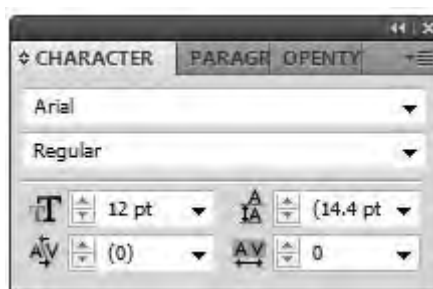 CHARACTER PARAGR OPENTY
Arial
Regular
12 pt (14.4 pt
(0) 0